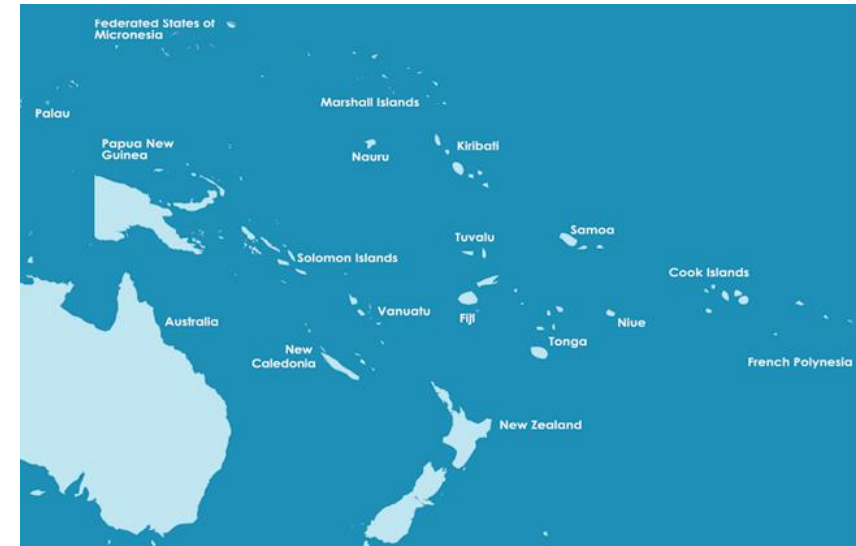 Federated States of
Micronesia
Palau
Marshall Islands
Papua New
Guinea
Nauru
Kiribati
Tuvalu
Samoa
Solomon Islands
Cook Islands
Vanuatu
Fiji
Niue
Australia
Tonga
New
Caledonia
French Polynesia
New Zealand